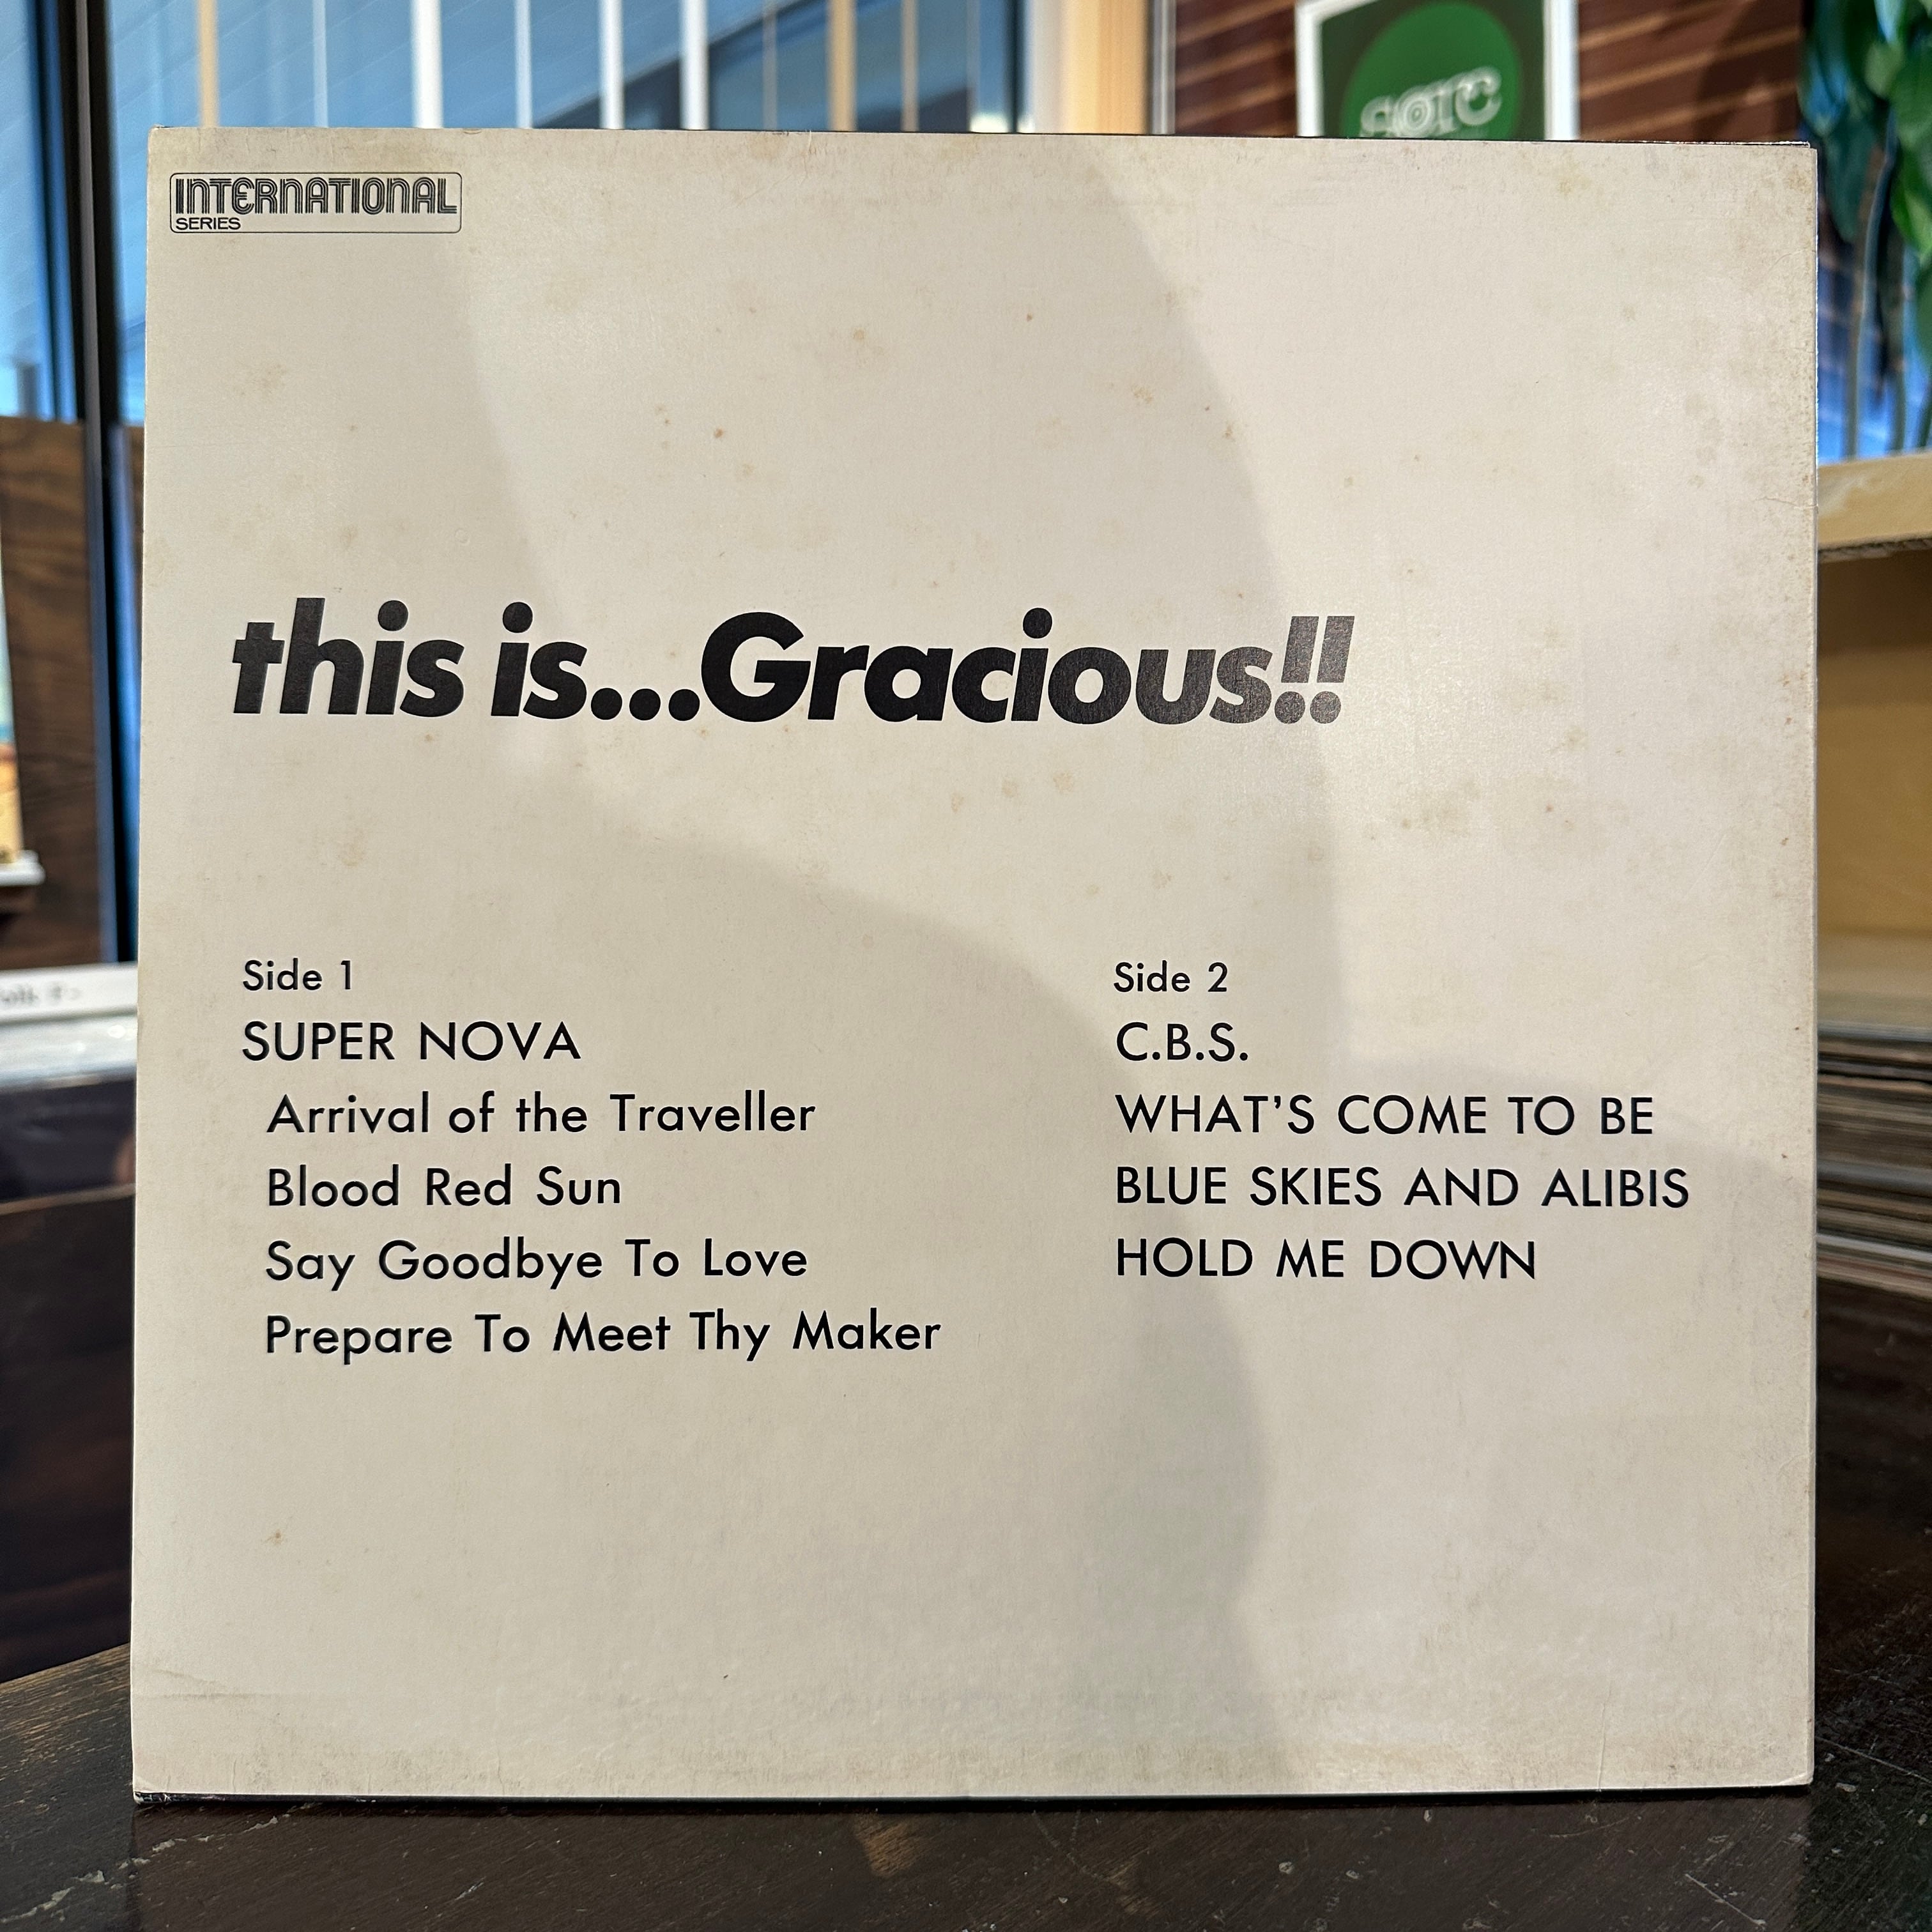 INTERNATIONAL
SERIES
this is...Gracious!!
Side 1
SUPER NOVA
Arrival of the Traveller
Blood Red Sun
Say Goodbye To Love
Prepare To Meet Thy Maker
Side 2
C.B.S.
WHAT'S COME TO BE
BLUE SKIES AND ALIBIS
HOLD ME DOWN